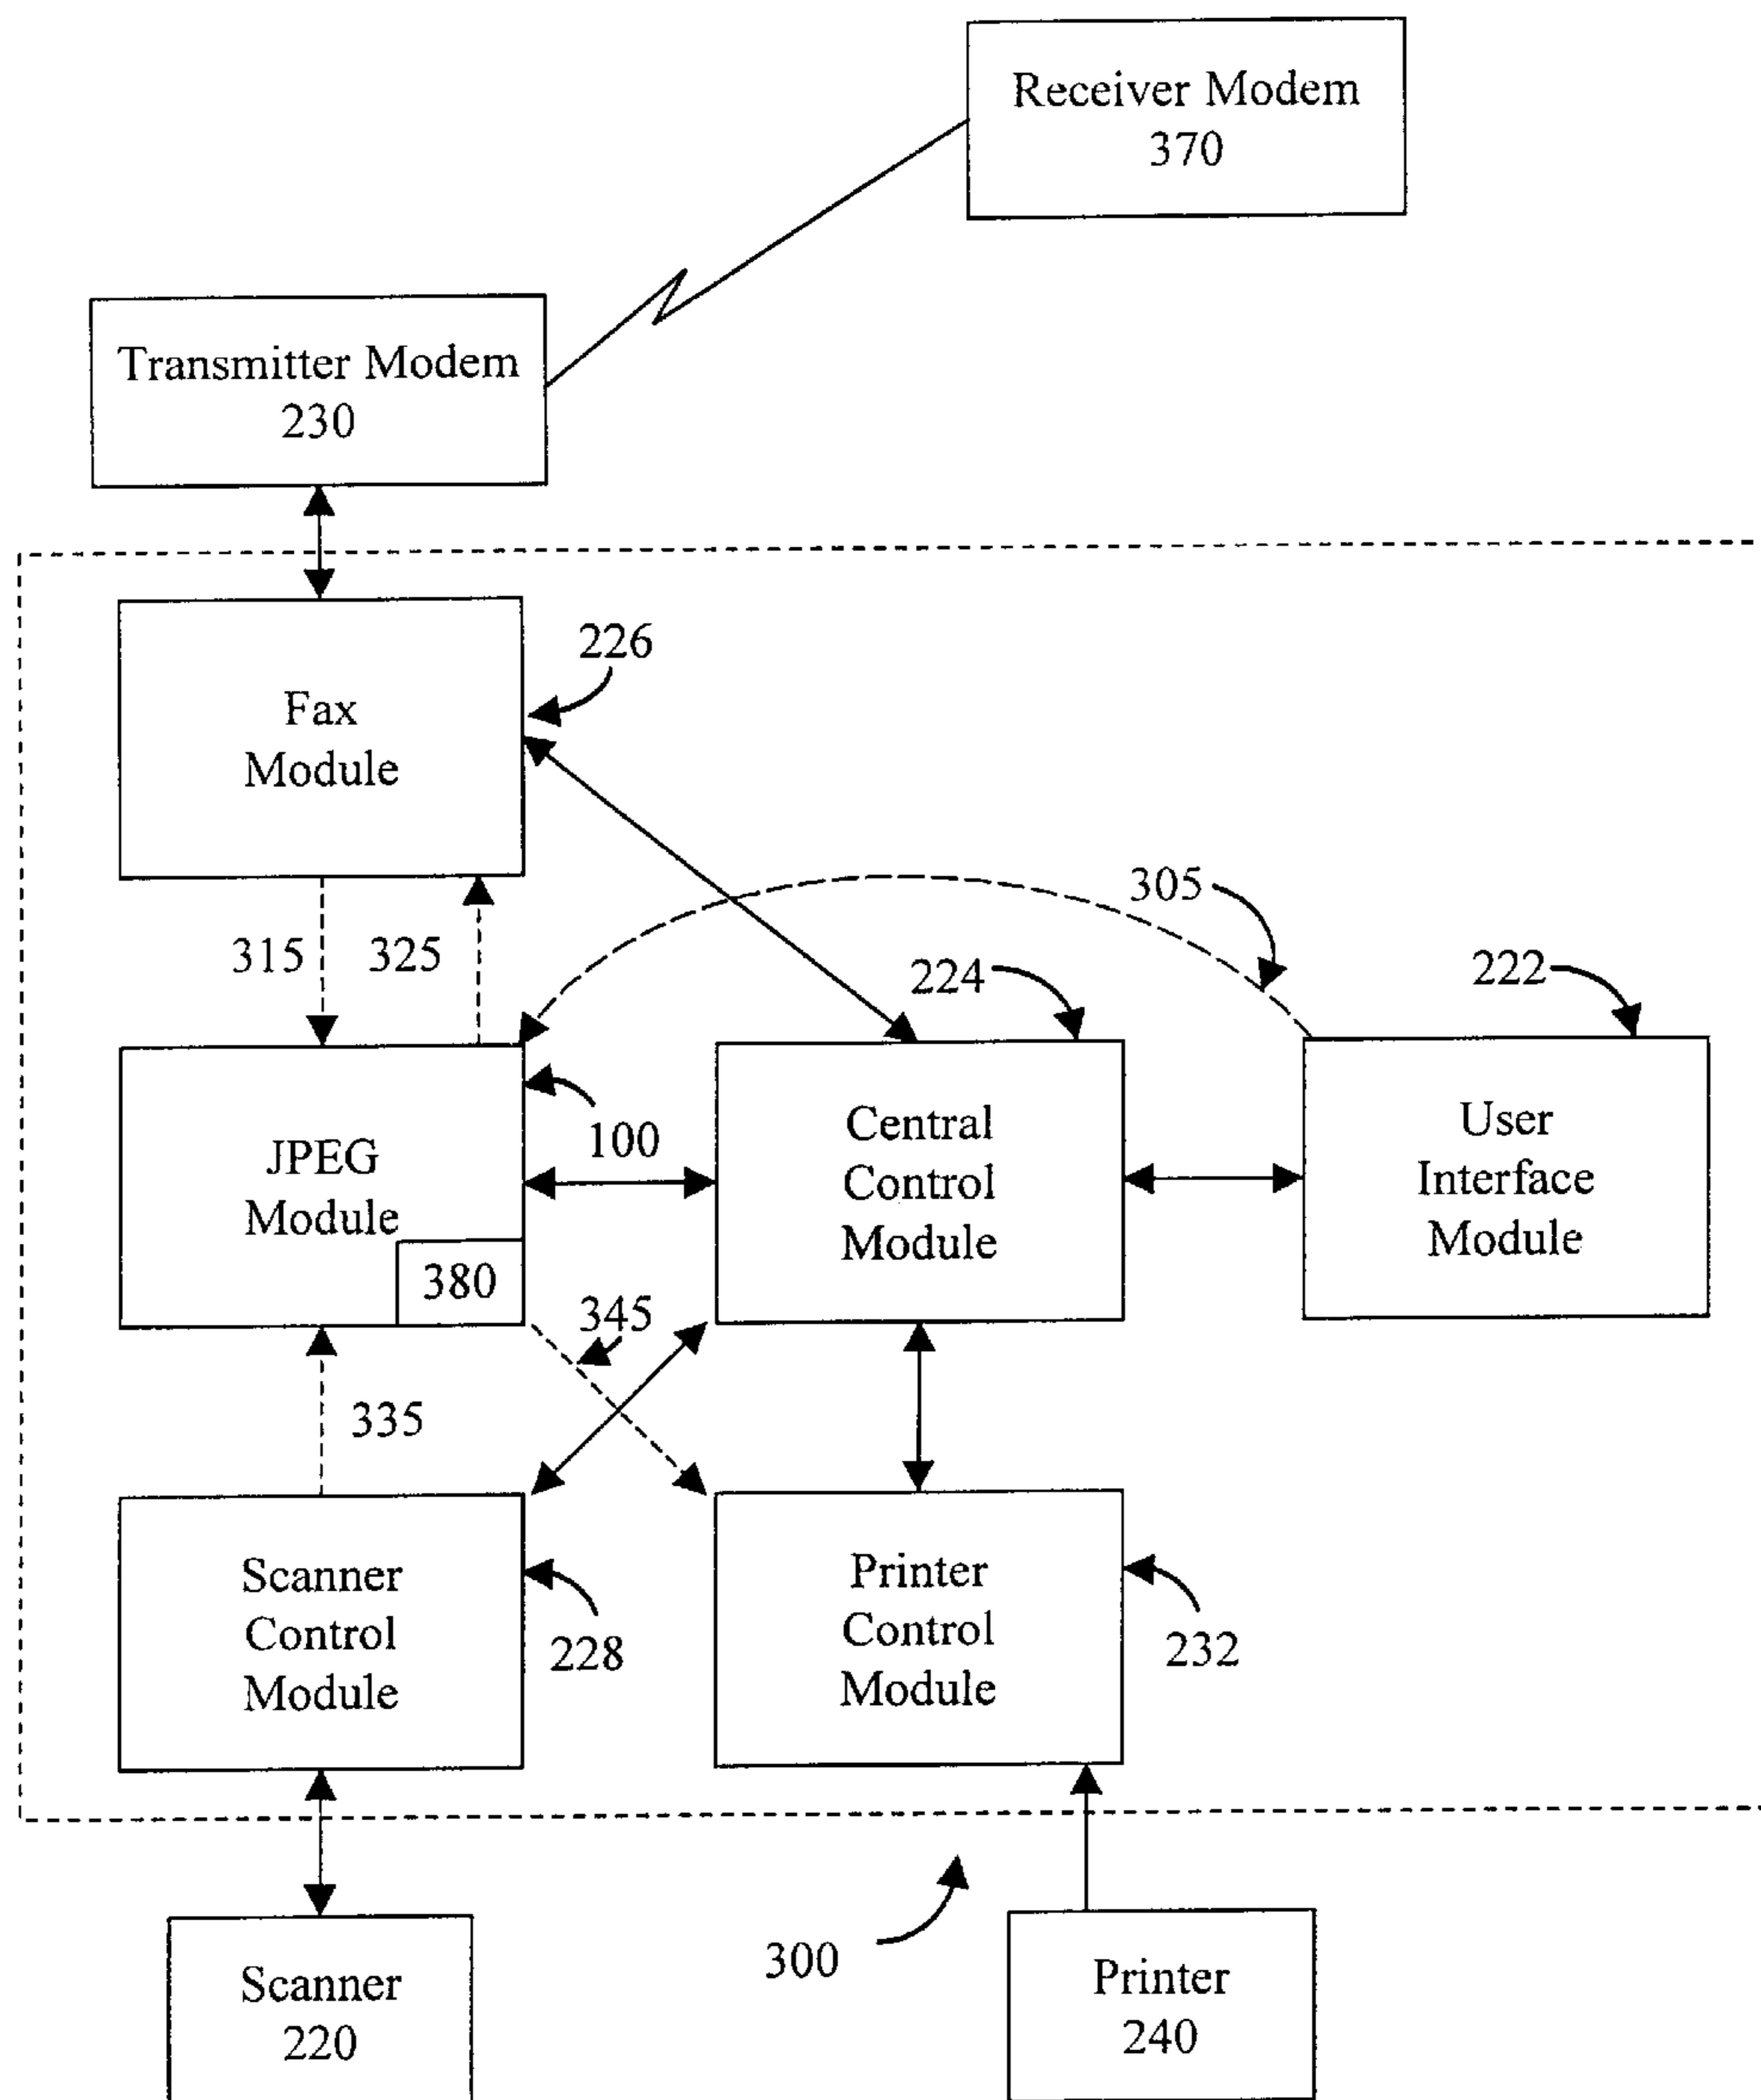 Receiver Modem
370
Transmitter Modem
230
226
Fax
Module
305
315
325
224
222
JPEG
Module
100
Central
Control
Module
User
Interface
Module
380
345
335
Scanner
Control
Module
228
Printer
Control
Module
232
300
Scanner
220
Printer
240